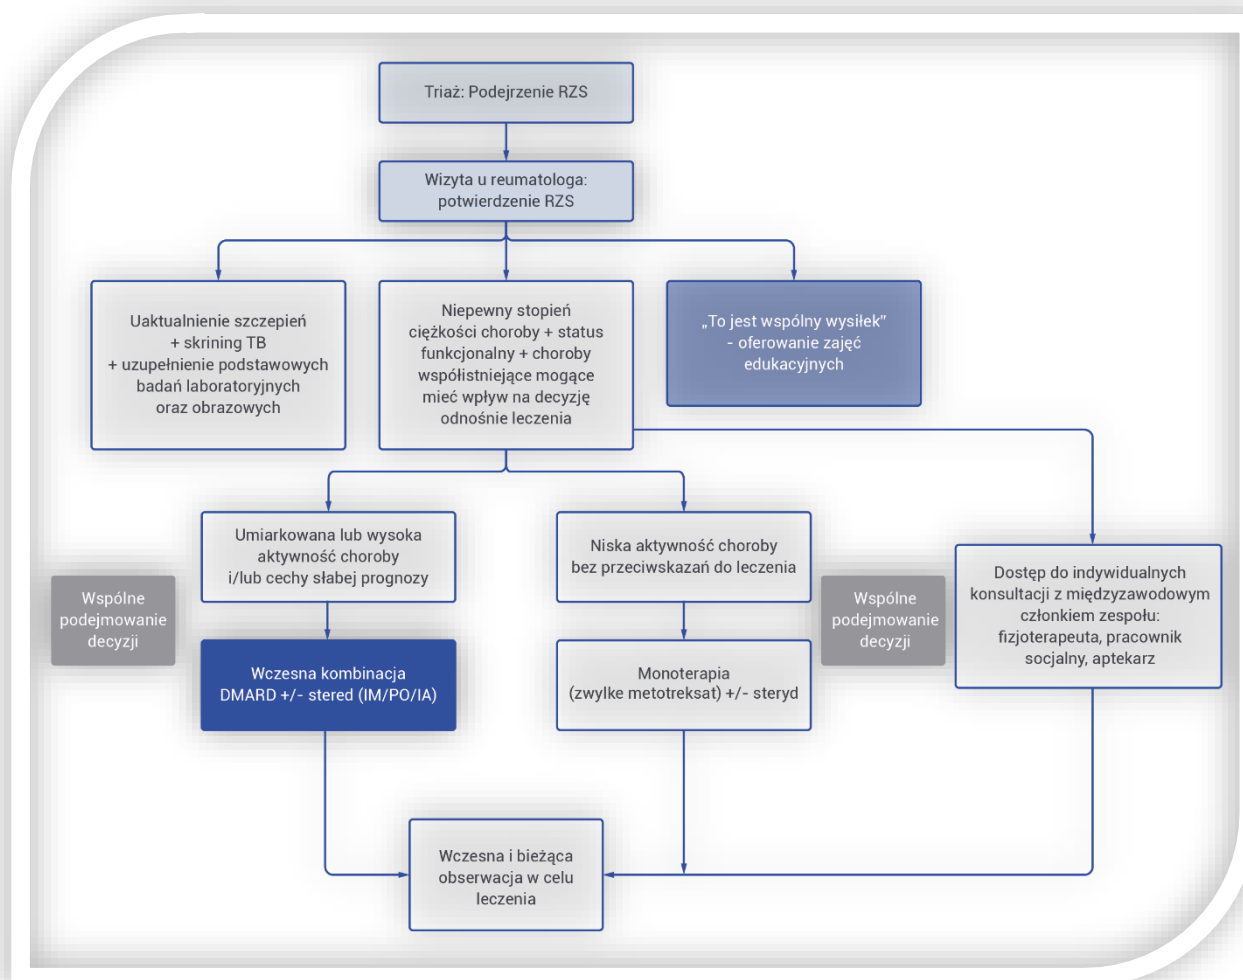 Triaż: Podejrzenie RZS
Wizyta u reumatologa:
potwierdzenie RZS
Uaktualnienie szczepień
+ skrining TB
+ uzupełnienie podstawowych
badań laboratoryjnych
oraz obrazowych
Niepewny stopień
ciężkości choroby + status
funkcjonalny + choroby
współistniejące mogące
mieć wpływ na decyzję
odnośnie leczenia
„To jest wspólny wysiłek”
- oferowanie zajęć
edukacyjnych
Umiarkowana lub wysoka
aktywność choroby
i/lub cechy słabej prognozy
Niska aktywność choroby
bez przeciwskazań do leczenia
Dostęp do indywidualnych
konsultacji z międzyzawodowym
członkiem zespołu:
fizjoterapeuta, pracownik
socjalny, aptekarz
Wspólne
podejmowanie
decyzji
Wspólne
podejmowanie
decyzji
Wczesna kombinacja
DMARD +/- stered (IM/PO/IA)
Monoterapia
(zwylke metotreksat) +/- steryd
Wczesna i bieżąca
obserwacja w celu
leczenia